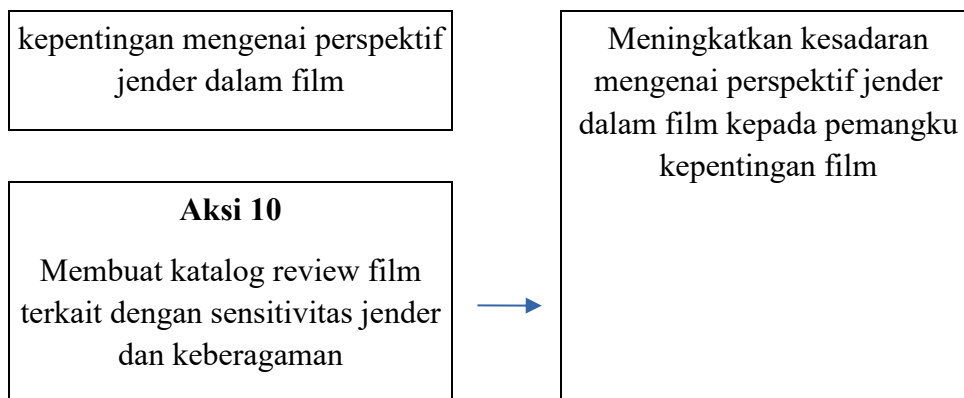 kepentingan mengenai perspektif
jender dalam film
Aksi 10
Membuat katalog review film
terkait dengan sensitivitas jender
dan keberagaman
Meningkatkan kesadaran
mengenai perspektif jender
dalam film kepada pemangku
kepentingan film